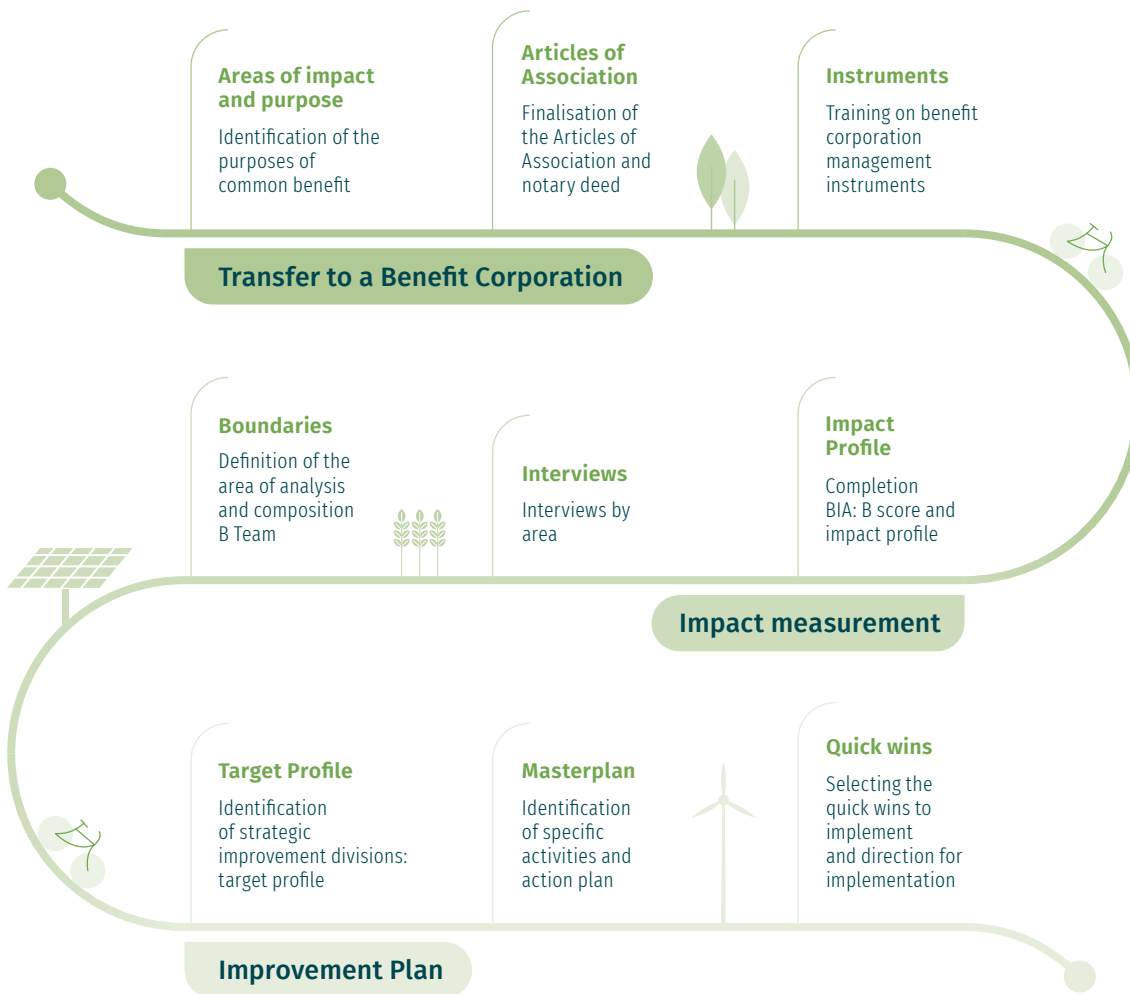 Areas of impact
and purpose
Identification of the
purposes of
common benefit
Articles of
Association
Finalisation of
the Articles of
Association and
notary deed
Instruments
Training on benefit
corporation
management
instruments
Transfer to a Benefit Corporation
Boundaries
Definition of the
area of analysis
and composition
B Team
Interviews
Interviews by
area
Impact
Profile
Completion
BIA: B score and
impact profile
Impact measurement
Target Profile
Identification
of strategic
improvement divisions:
target profile
Masterplan
Identification
of specific
activities and
action plan
Quick wins
Selecting the
quick wins to
implement
and direction for
implementation
Improvement Plan